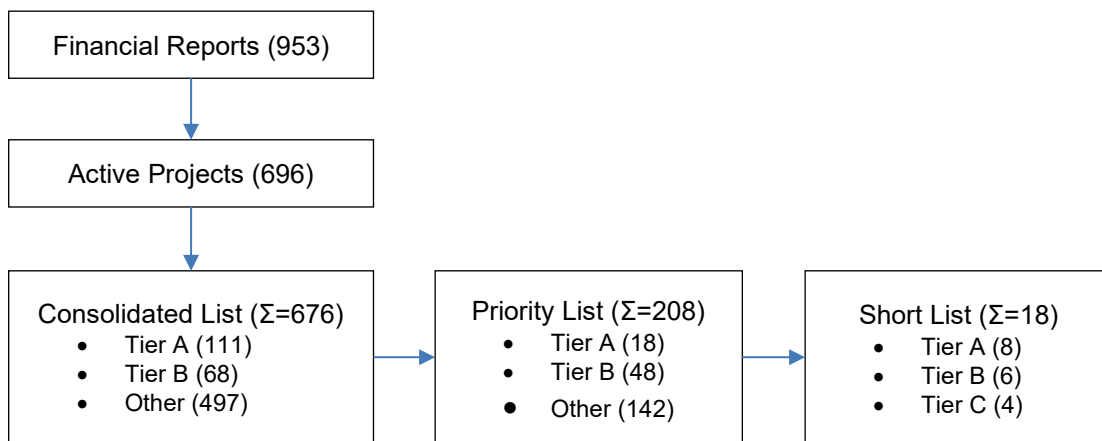 Financial Reports (953)
Active Projects (696)
Consolidated List (Σ=676)
• Tier A (111)
• Tier B (68)
• Other (497)
Priority List (Σ=208)
• Tier A (18)
• Tier B (48)
• Other (142)
Short List (Σ=18)
• Tier A (8)
• Tier B (6)
• Tier C (4)